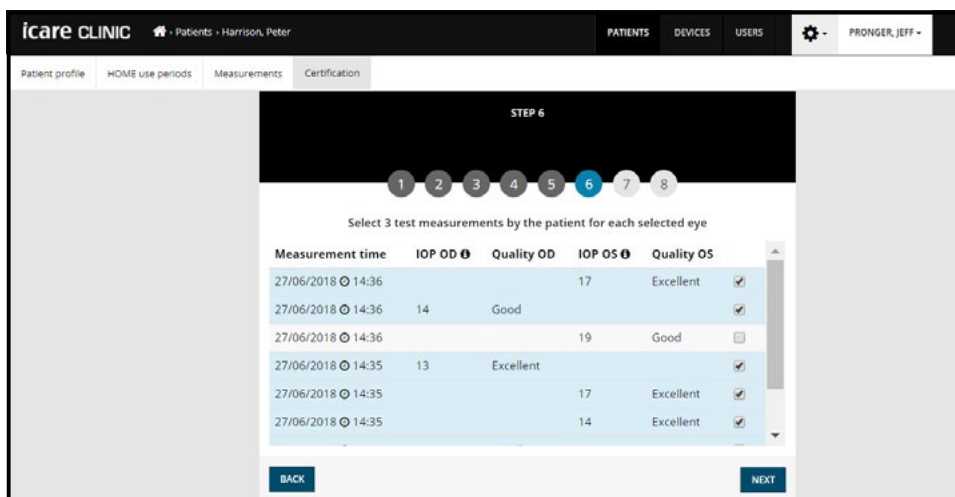 icare CLINIC › Patients › Harrison, Peter PATIENTS DEVICES USERS PRONGER, JEFF
Patient profile HOME use periods Measurements Certification
STEP 6
1 2 3 4 5 6 7 8
Select 3 test measurements by the patient for each selected eye
Measurement time IOP OD IOP Quality OD IOP OS Quality OS
27/06/2018 14:36 17 Excellent
27/06/2018 14:36 14 Good
27/06/2018 14:36 19 Good
27/06/2018 14:35 13 Excellent
27/06/2018 14:35 17 Excellent
27/06/2018 14:35 14 Excellent
BACK NEXT